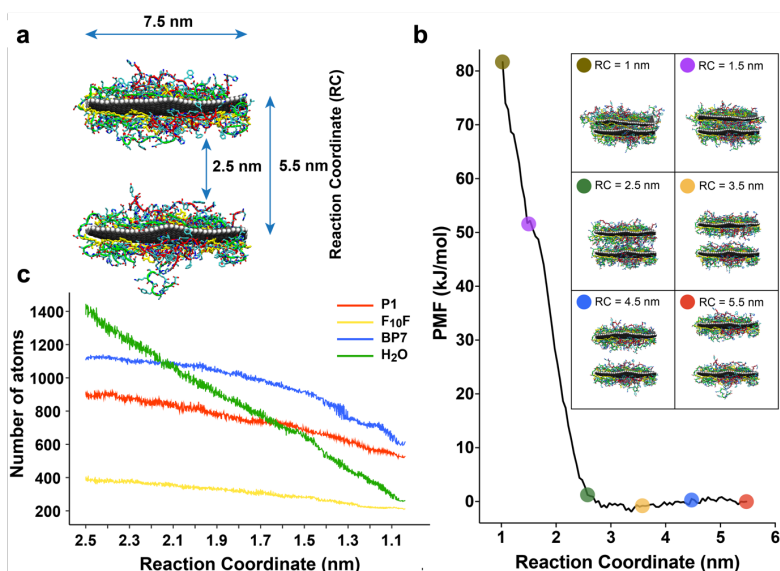 a
7.5 nm
2.5 nm
5.5 nm
Reaction Coordinate (RC)
b
PMF (kJ/mol)
80
70
60
50
40
30
20
10
0
1 2 3 4 5 6
Reaction Coordinate (nm)
RC = 1 nm
RC = 1.5 nm
RC = 2.5 nm
RC = 3.5 nm
RC = 4.5 nm
RC = 5.5 nm
c
Number of atoms
1400
1200
1000
800
600
400
200
P1
F₁₀F
BP7
H₂O
2.5 2.3 2.1 1.9 1.7 1.5 1.3 1.1
Reaction Coordinate (nm)